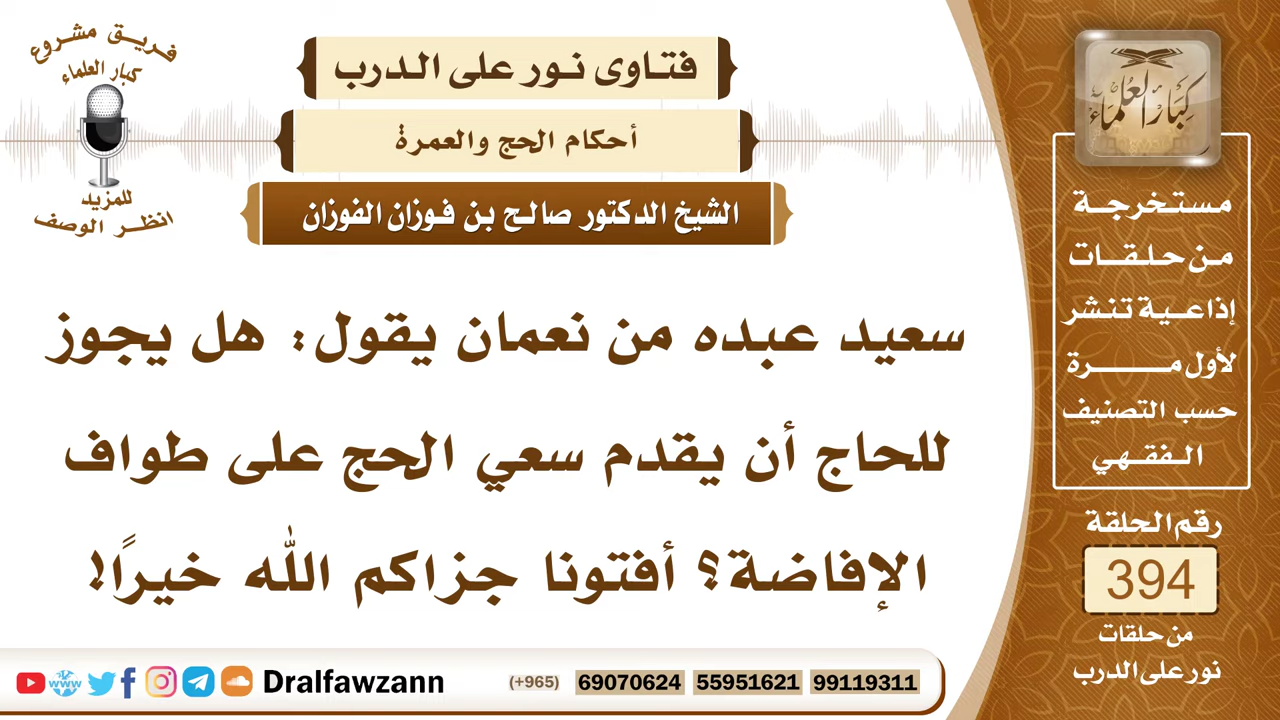 فريق مشروع
كبار العلماء
للمزيد
انظر الوصف
فتاوى نور على الدرب
أحكام الحج والعمرة
الشيخ الدكتور صالح بن فوزان الفوزان
سعيد عبده من نعمان يقول: هل يجوز
للحاج أن يقدم سعي الحج على طواف
الإفاضة؟ أفتونا جزاكم الله خيرًا!
كبار العلماء
مستخرجة
من حلقات
إذاعية تنشر
لأول مرة
حسب التصنيف
الفقهي
رقم الحلقة
394
من حلقات
نور على الدرب
www
Dralfawzann
(+965) 69070624 55951621 99119311